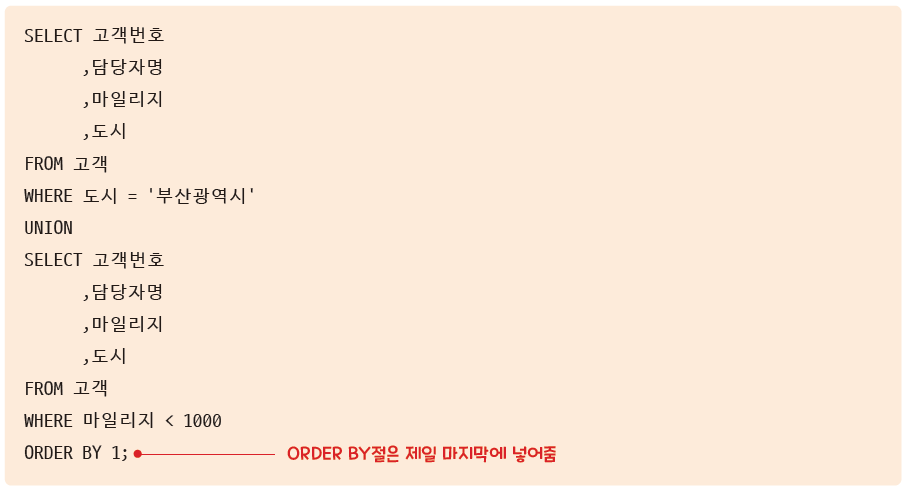 SELECT 고객번호
,담당자명
,마일리지
,도시
FROM 고객
WHERE 도시 = '부산광역시'
UNION
SELECT 고객번호
,담당자명
,마일리지
,도시
FROM 고객
WHERE 마일리지 < 1000
ORDER BY 1; ORDER BY절은 제일 마지막에 넣어줌